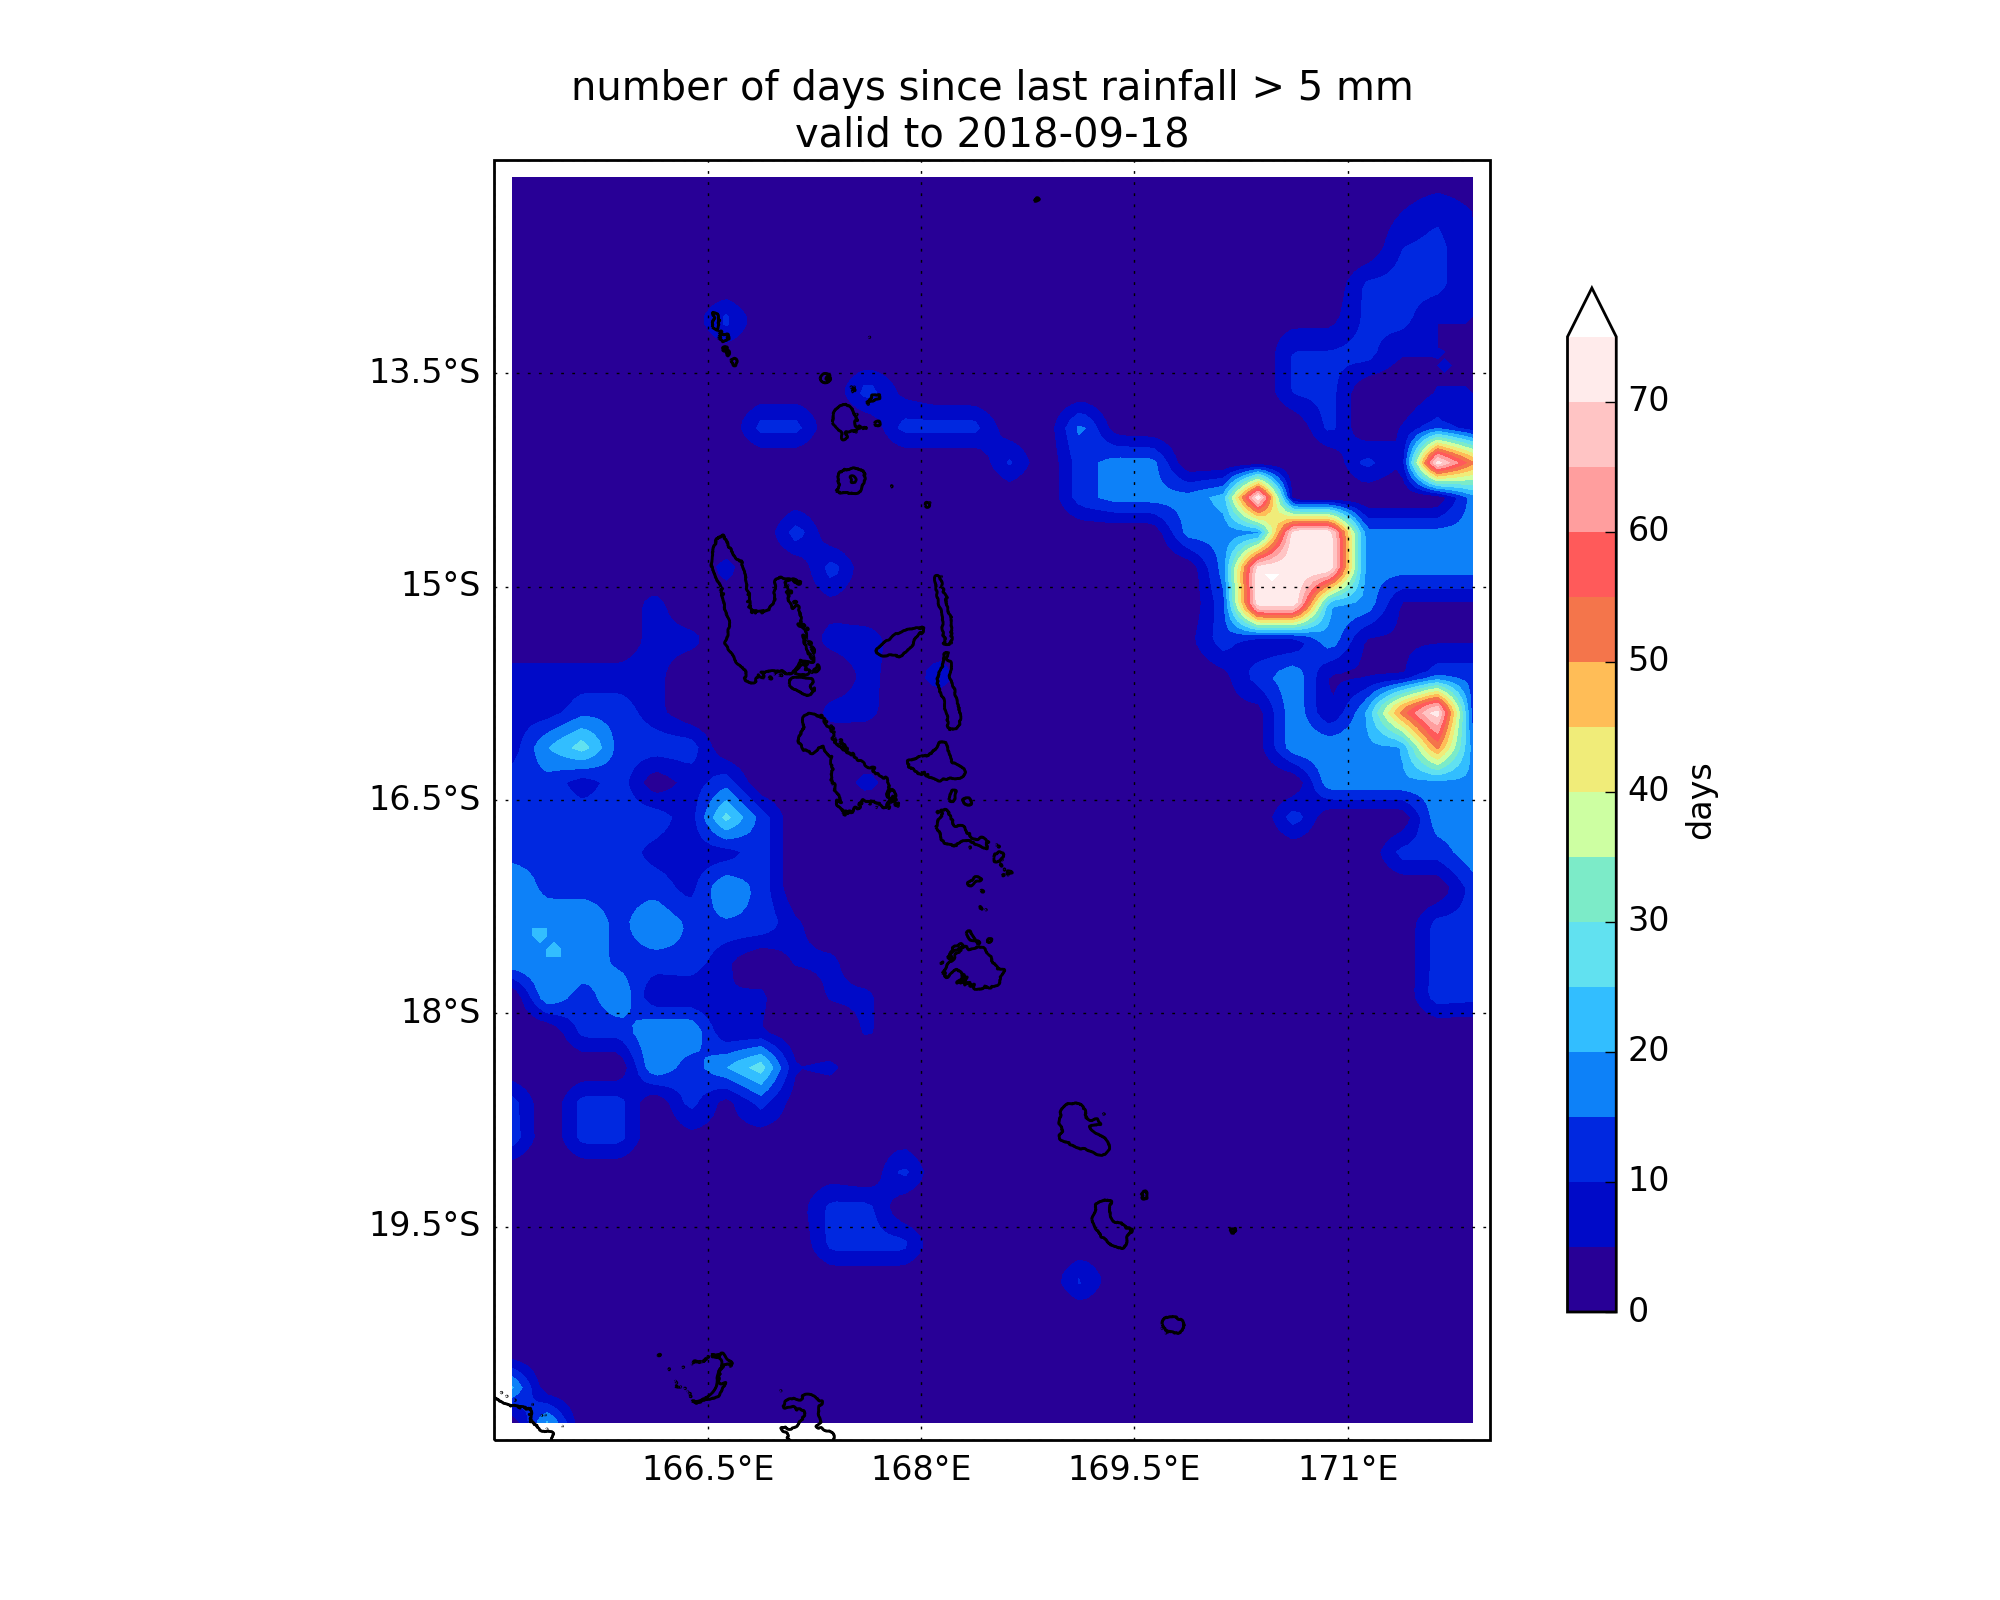 number of days since last rainfall > 5 mm
valid to 2018-09-18
13.5°S
15°S
16.5°S
18°S
19.5°S
166.5°E
168°E
169.5°E
171°E
70
60
50
40
30
20
10
0
days